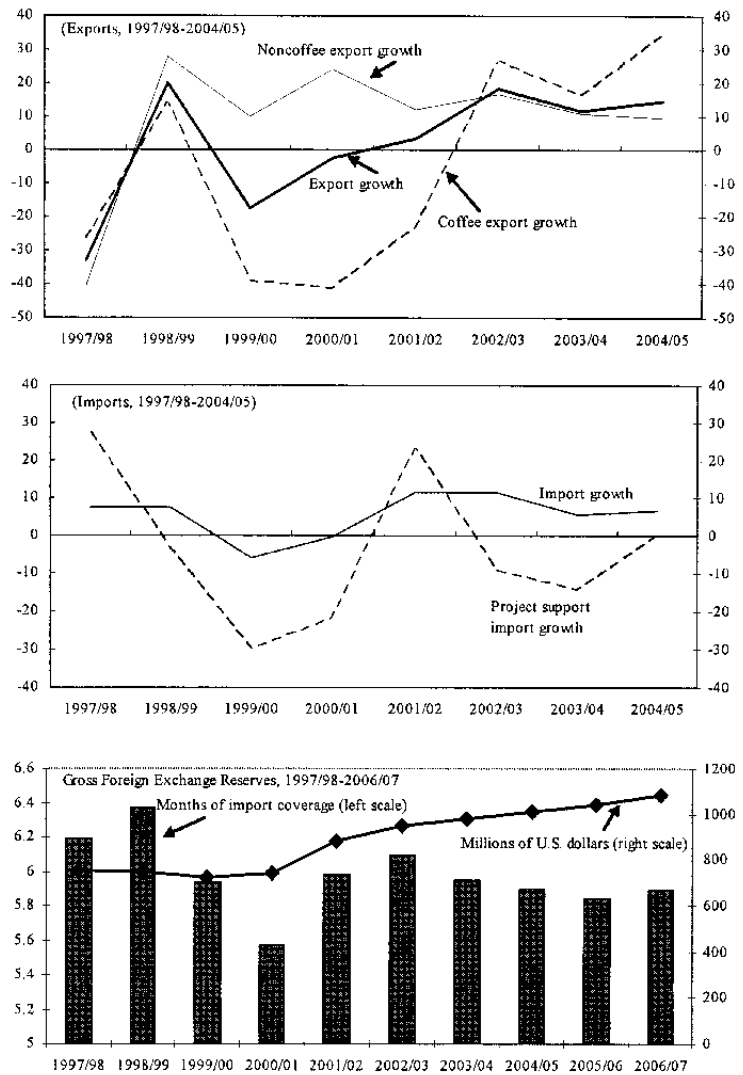 (Exports, 1997/98-2004/05)
Noncoffee export growth
Export growth
Coffee export growth
40 30 20 10 0 -10 -20 -30 -40 -50
40 30 20 10 0 -10 -20 -30 -40 -50
1997/98 1998/99 1999/00 2000/01 2001/02 2002/03 2003/04 2004/05
(Imports, 1997/98-2004/05)
Import growth
Project support
import growth
40 30 20 10 0 -10 -20 -30 -40
40 30 20 10 0 -10 -20 -30 -40
1997/98 1998/99 1999/00 2000/01 2001/02 2002/03 2003/04 2004/05
Gross Foreign Exchange Reserves, 1997/98-2006/07
Months of import coverage (left scale)
Millions of U.S. dollars (right scale)
6.6 6.4 6.2 6 5.8 5.6 5.4 5.2 5
1200 1000 800 600 400 200 0
1997/98 1998/99 1999/00 2000/01 2001/02 2002/03 2003/04 2004/05 2005/06 2006/07